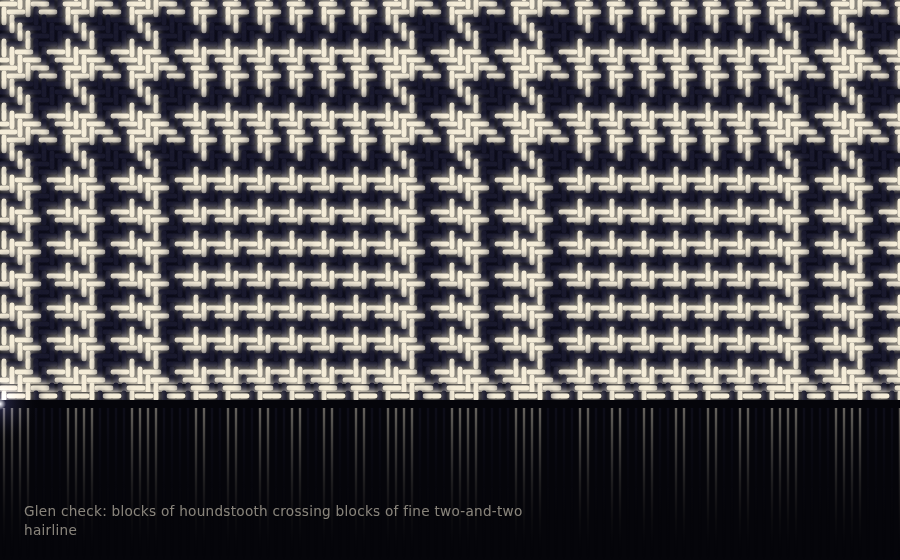 Glen check: blocks of houndstooth crossing blocks of fine two-and-two
hairline